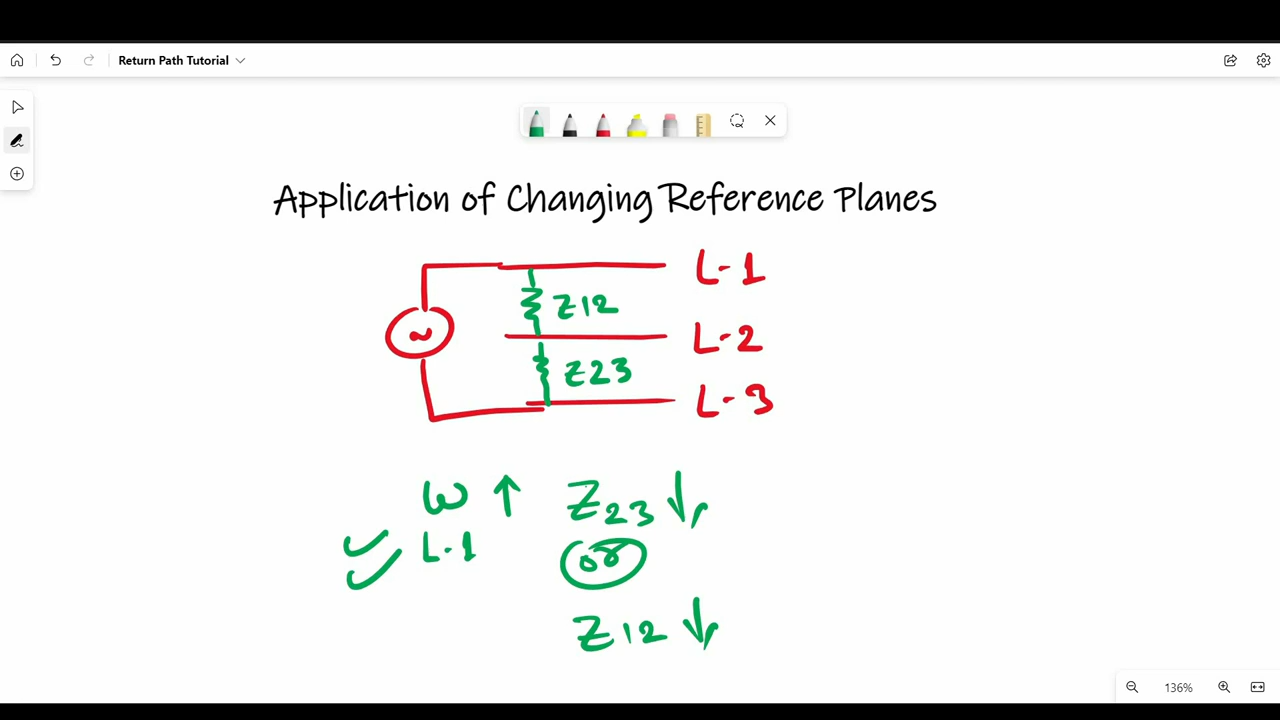 Return Path Tutorial
Application of Changing Reference Planes
L-1
Z12
L-2
Z23
L-3
W ↑ Z23 ↓
L-1
or
Z12 ↓
136%